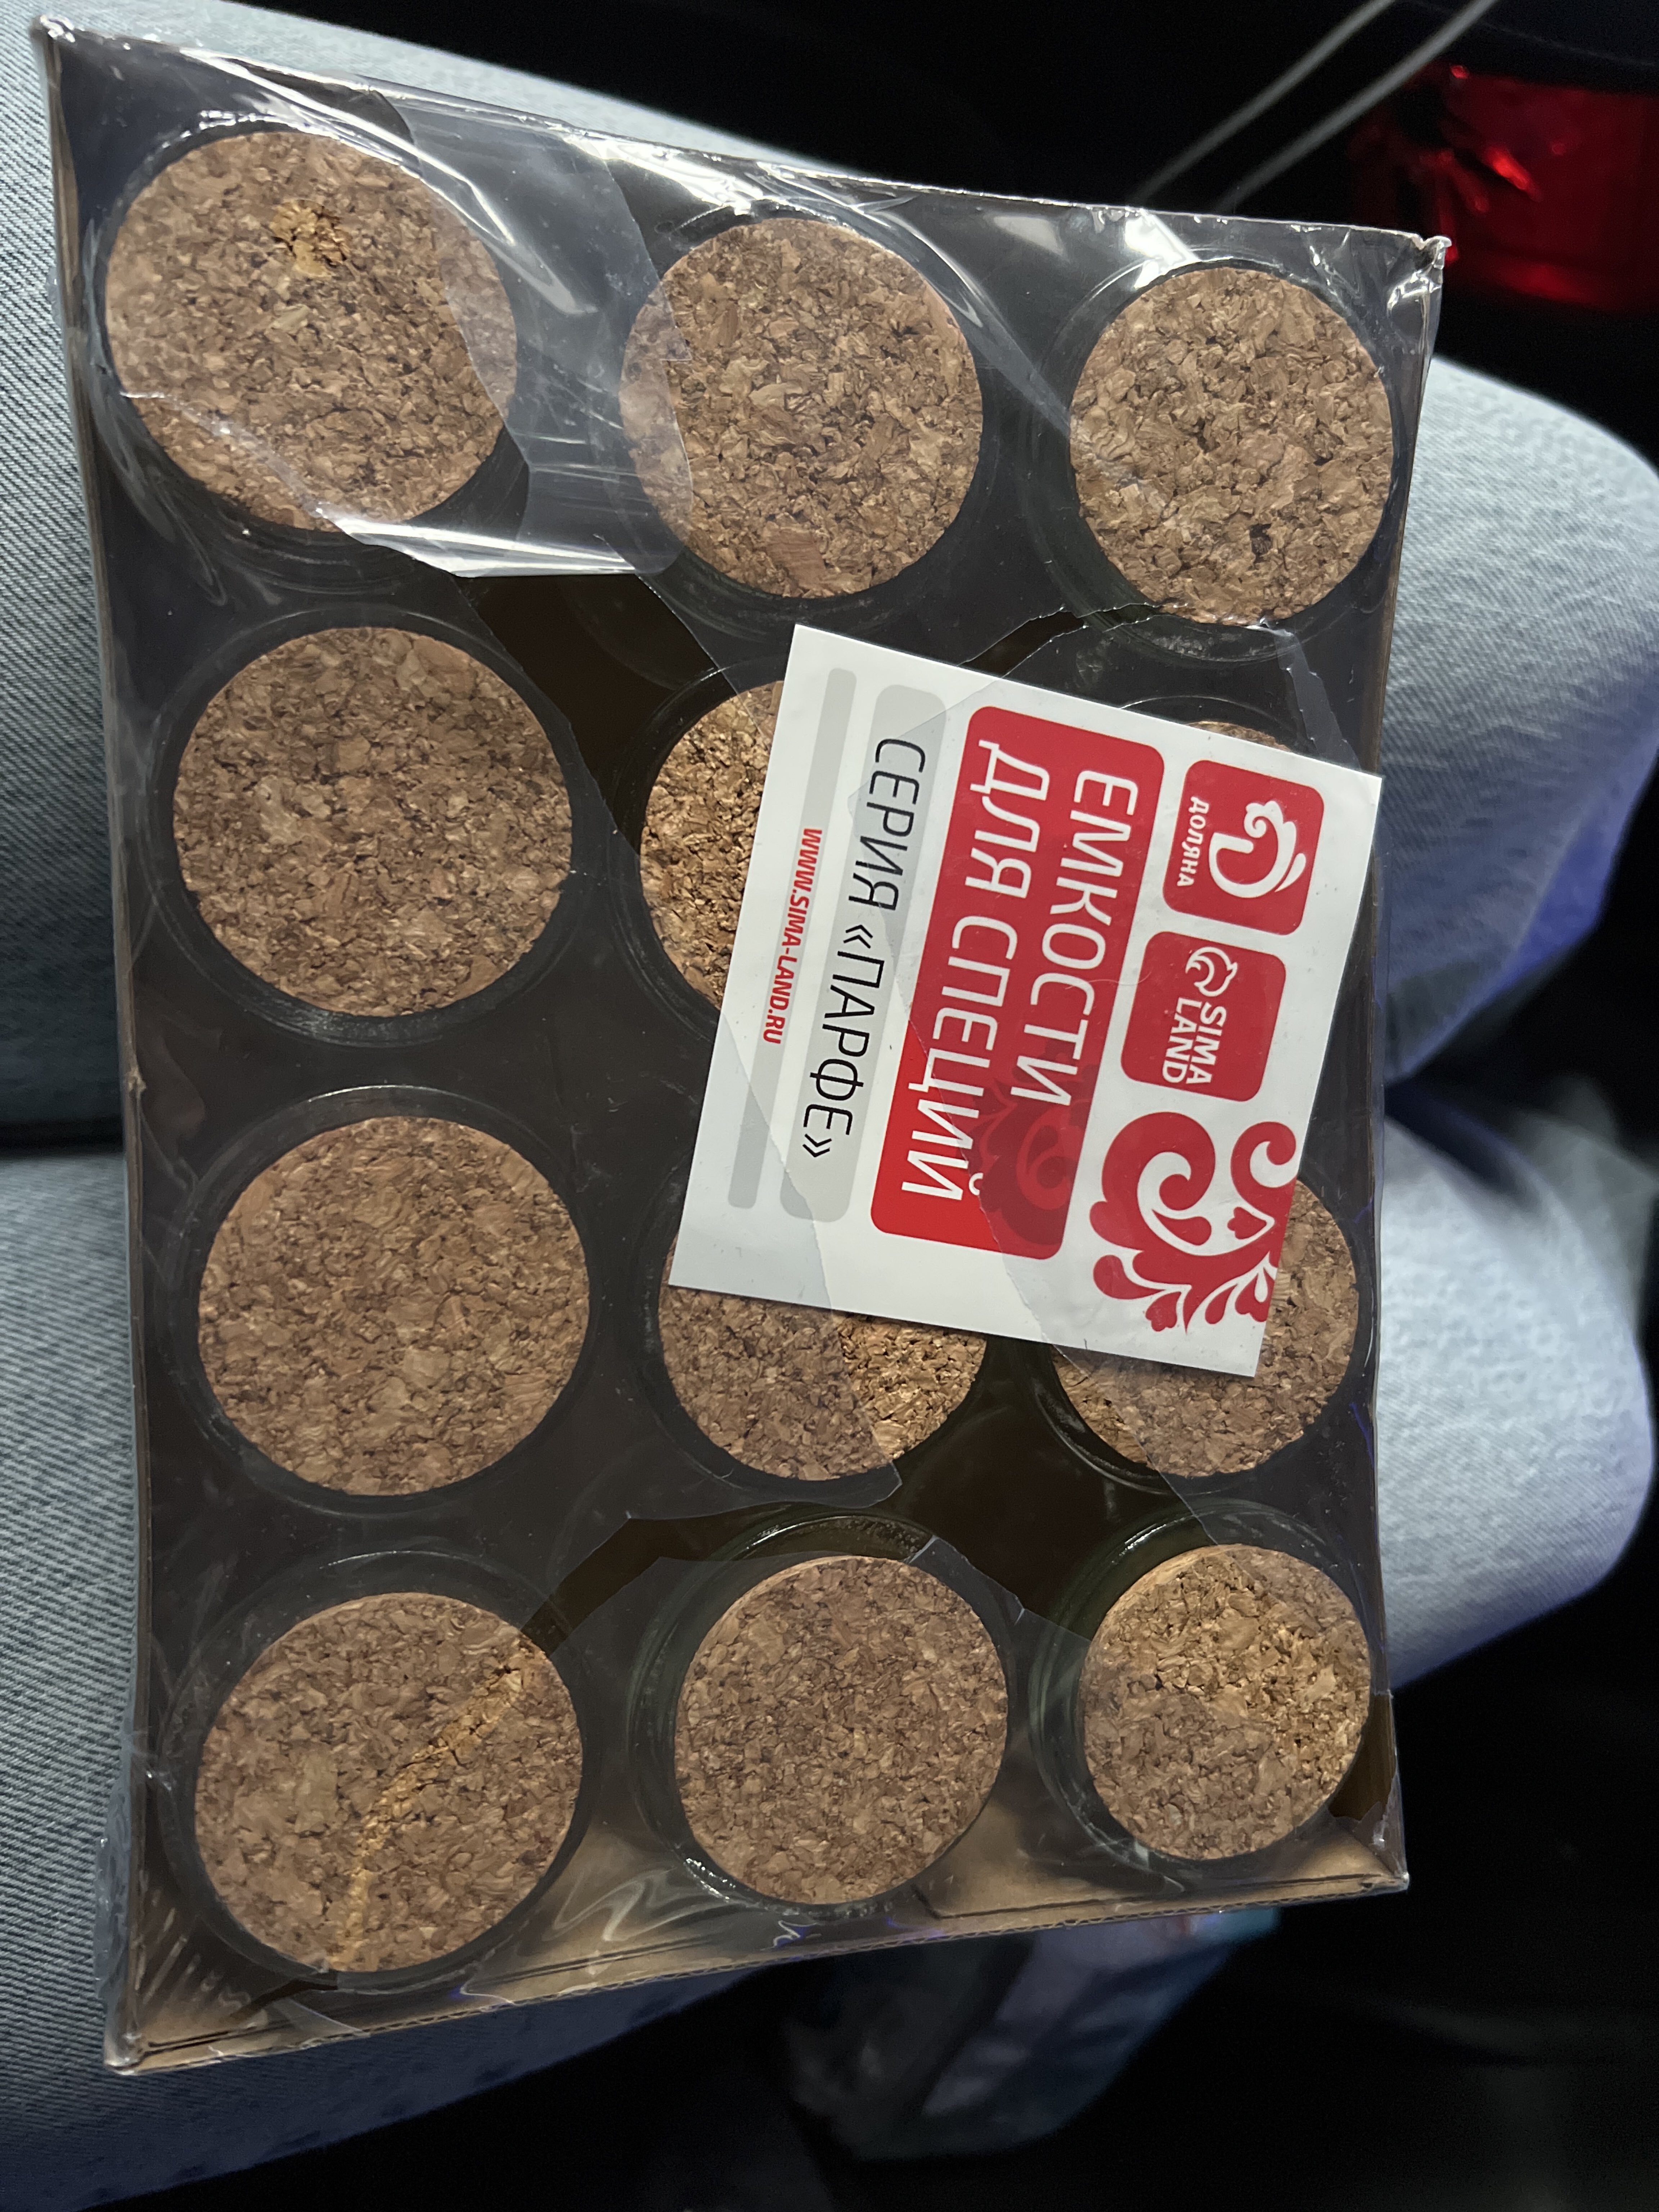 ДОЛЯНА
SIMA
LAND
ЕМКОСТИ
ДЛЯ СПЕЦИЙ
СЕРИЯ «ПАРФЕ»
WWW.SIMA-LAND.RU